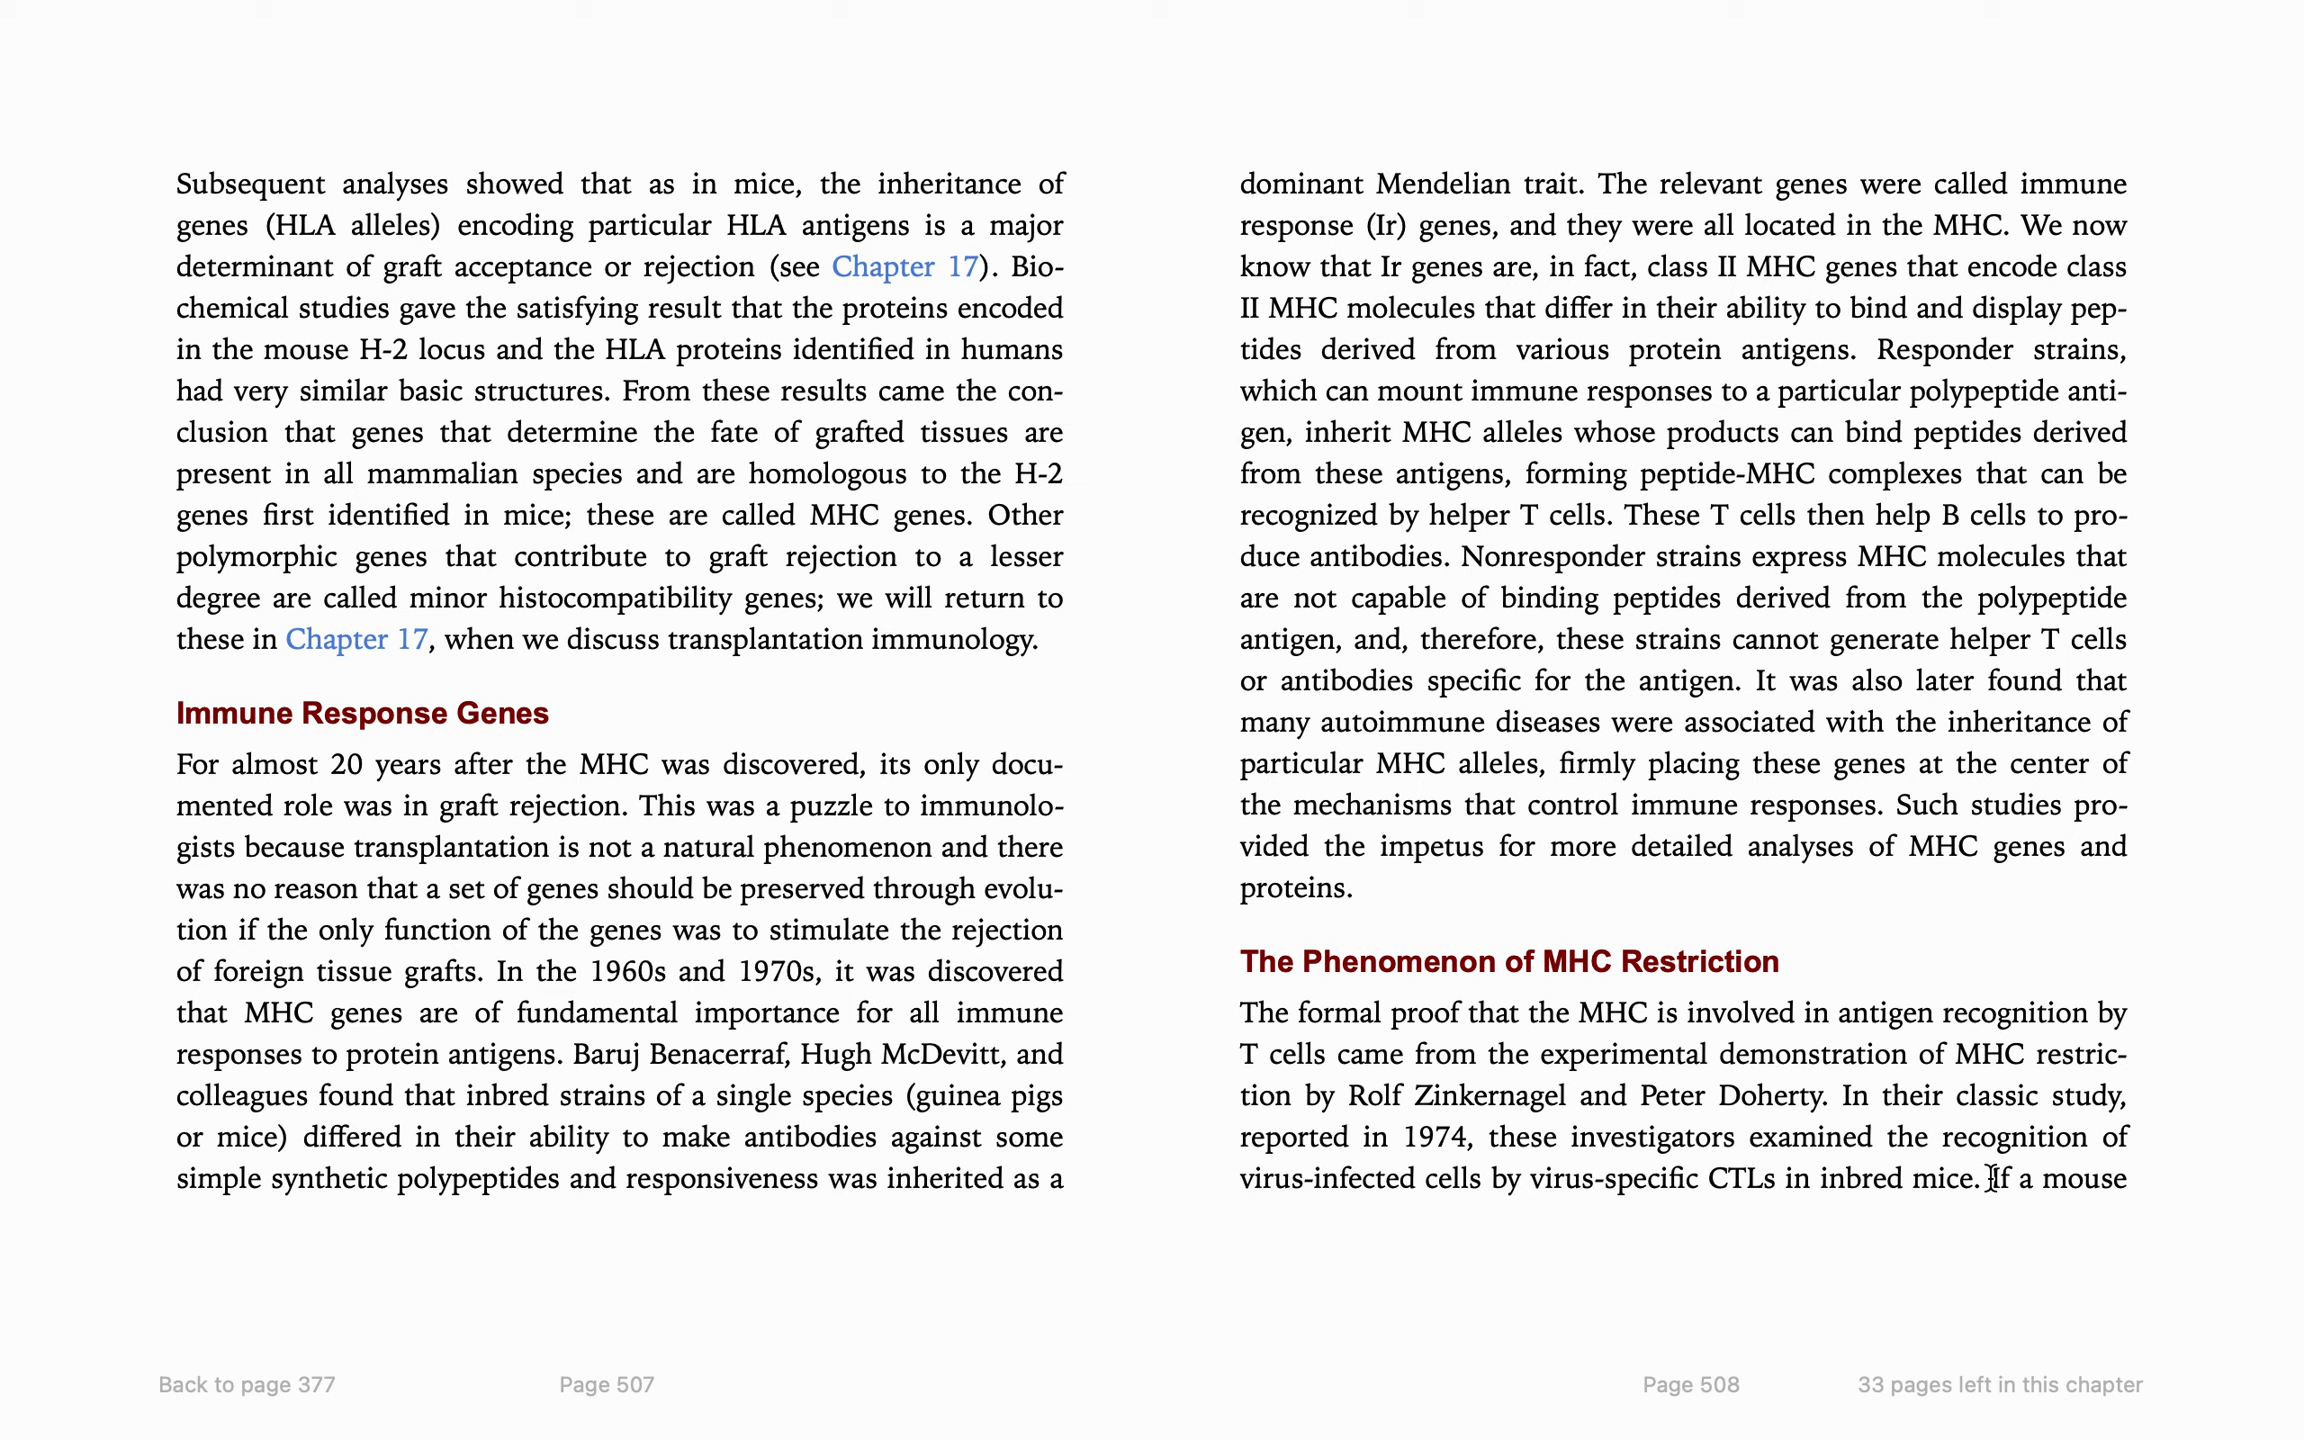 Subsequent analyses showed that as in mice, the inheritance of
genes (HLA alleles) encoding particular HLA antigens is a major
determinant of graft acceptance or rejection (see Chapter 17). Bio-
chemical studies gave the satisfying result that the proteins encoded
in the mouse H-2 locus and the HLA proteins identified in humans
had very similar basic structures. From these results came the con-
clusion that genes that determine the fate of grafted tissues are
present in all mammalian species and are homologous to the H-2
genes first identified in mice; these are called MHC genes. Other
polymorphic genes that contribute to graft rejection to a lesser
degree are called minor histocompatibility genes; we will return to
these in Chapter 17, when we discuss transplantation immunology.
Immune Response Genes
For almost 20 years after the MHC was discovered, its only docu-
mented role was in graft rejection. This was a puzzle to immunolo-
gists because transplantation is not a natural phenomenon and there
was no reason that a set of genes should be preserved through evolu-
tion if the only function of the genes was to stimulate the rejection
of foreign tissue grafts. In the 1960s and 1970s, it was discovered
that MHC genes are of fundamental importance for all immune
responses to protein antigens. Baruj Benacerraf, Hugh McDevitt, and
colleagues found that inbred strains of a single species (guinea pigs
or mice) differed in their ability to make antibodies against some
simple synthetic polypeptides and responsiveness was inherited as a
dominant Mendelian trait. The relevant genes were called immune
response (Ir) genes, and they were all located in the MHC. We now
know that Ir genes are, in fact, class II MHC genes that encode class
II MHC molecules that differ in their ability to bind and display pep-
tides derived from various protein antigens. Responder strains,
which can mount immune responses to a particular polypeptide anti-
gen, inherit MHC alleles whose products can bind peptides derived
from these antigens, forming peptide-MHC complexes that can be
recognized by helper T cells. These T cells then help B cells to pro-
duce antibodies. Nonresponder strains express MHC molecules that
are not capable of binding peptides derived from the polypeptide
antigen, and, therefore, these strains cannot generate helper T cells
or antibodies specific for the antigen. It was also later found that
many autoimmune diseases were associated with the inheritance of
particular MHC alleles, firmly placing these genes at the center of
the mechanisms that control immune responses. Such studies pro-
vided the impetus for more detailed analyses of MHC genes and
proteins.
The Phenomenon of MHC Restriction
The formal proof that the MHC is involved in antigen recognition by
T cells came from the experimental demonstration of MHC restric-
tion by Rolf Zinkernagel and Peter Doherty. In their classic study,
reported in 1974, these investigators examined the recognition of
virus-infected cells by virus-specific CTLs in inbred mice. If a mouse
Back to page 377
Page 507
Page 508
33 pages left in this chapter